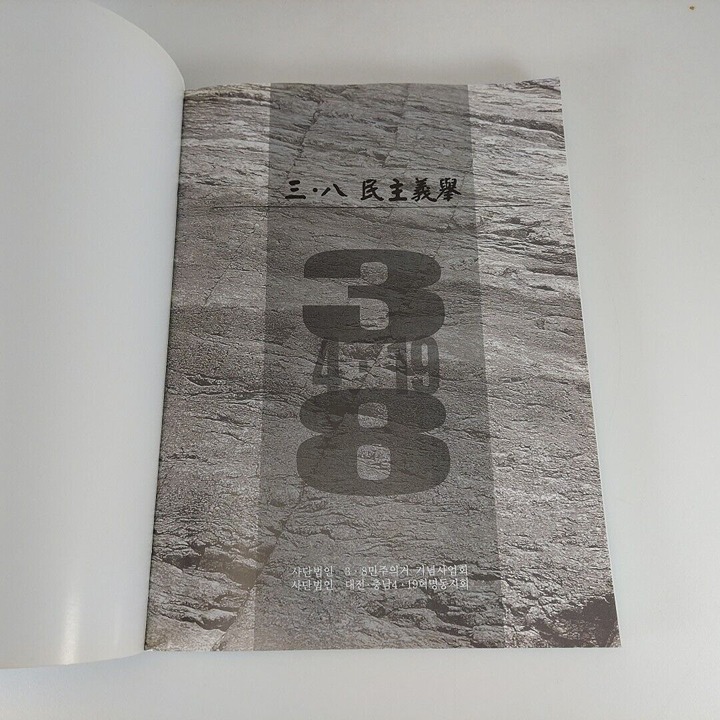 三·八 民主義擧
3
4·19
8
사단법인 3·8민주의거 기념사업회
사단법인 대전·충남4·19혁명동지회